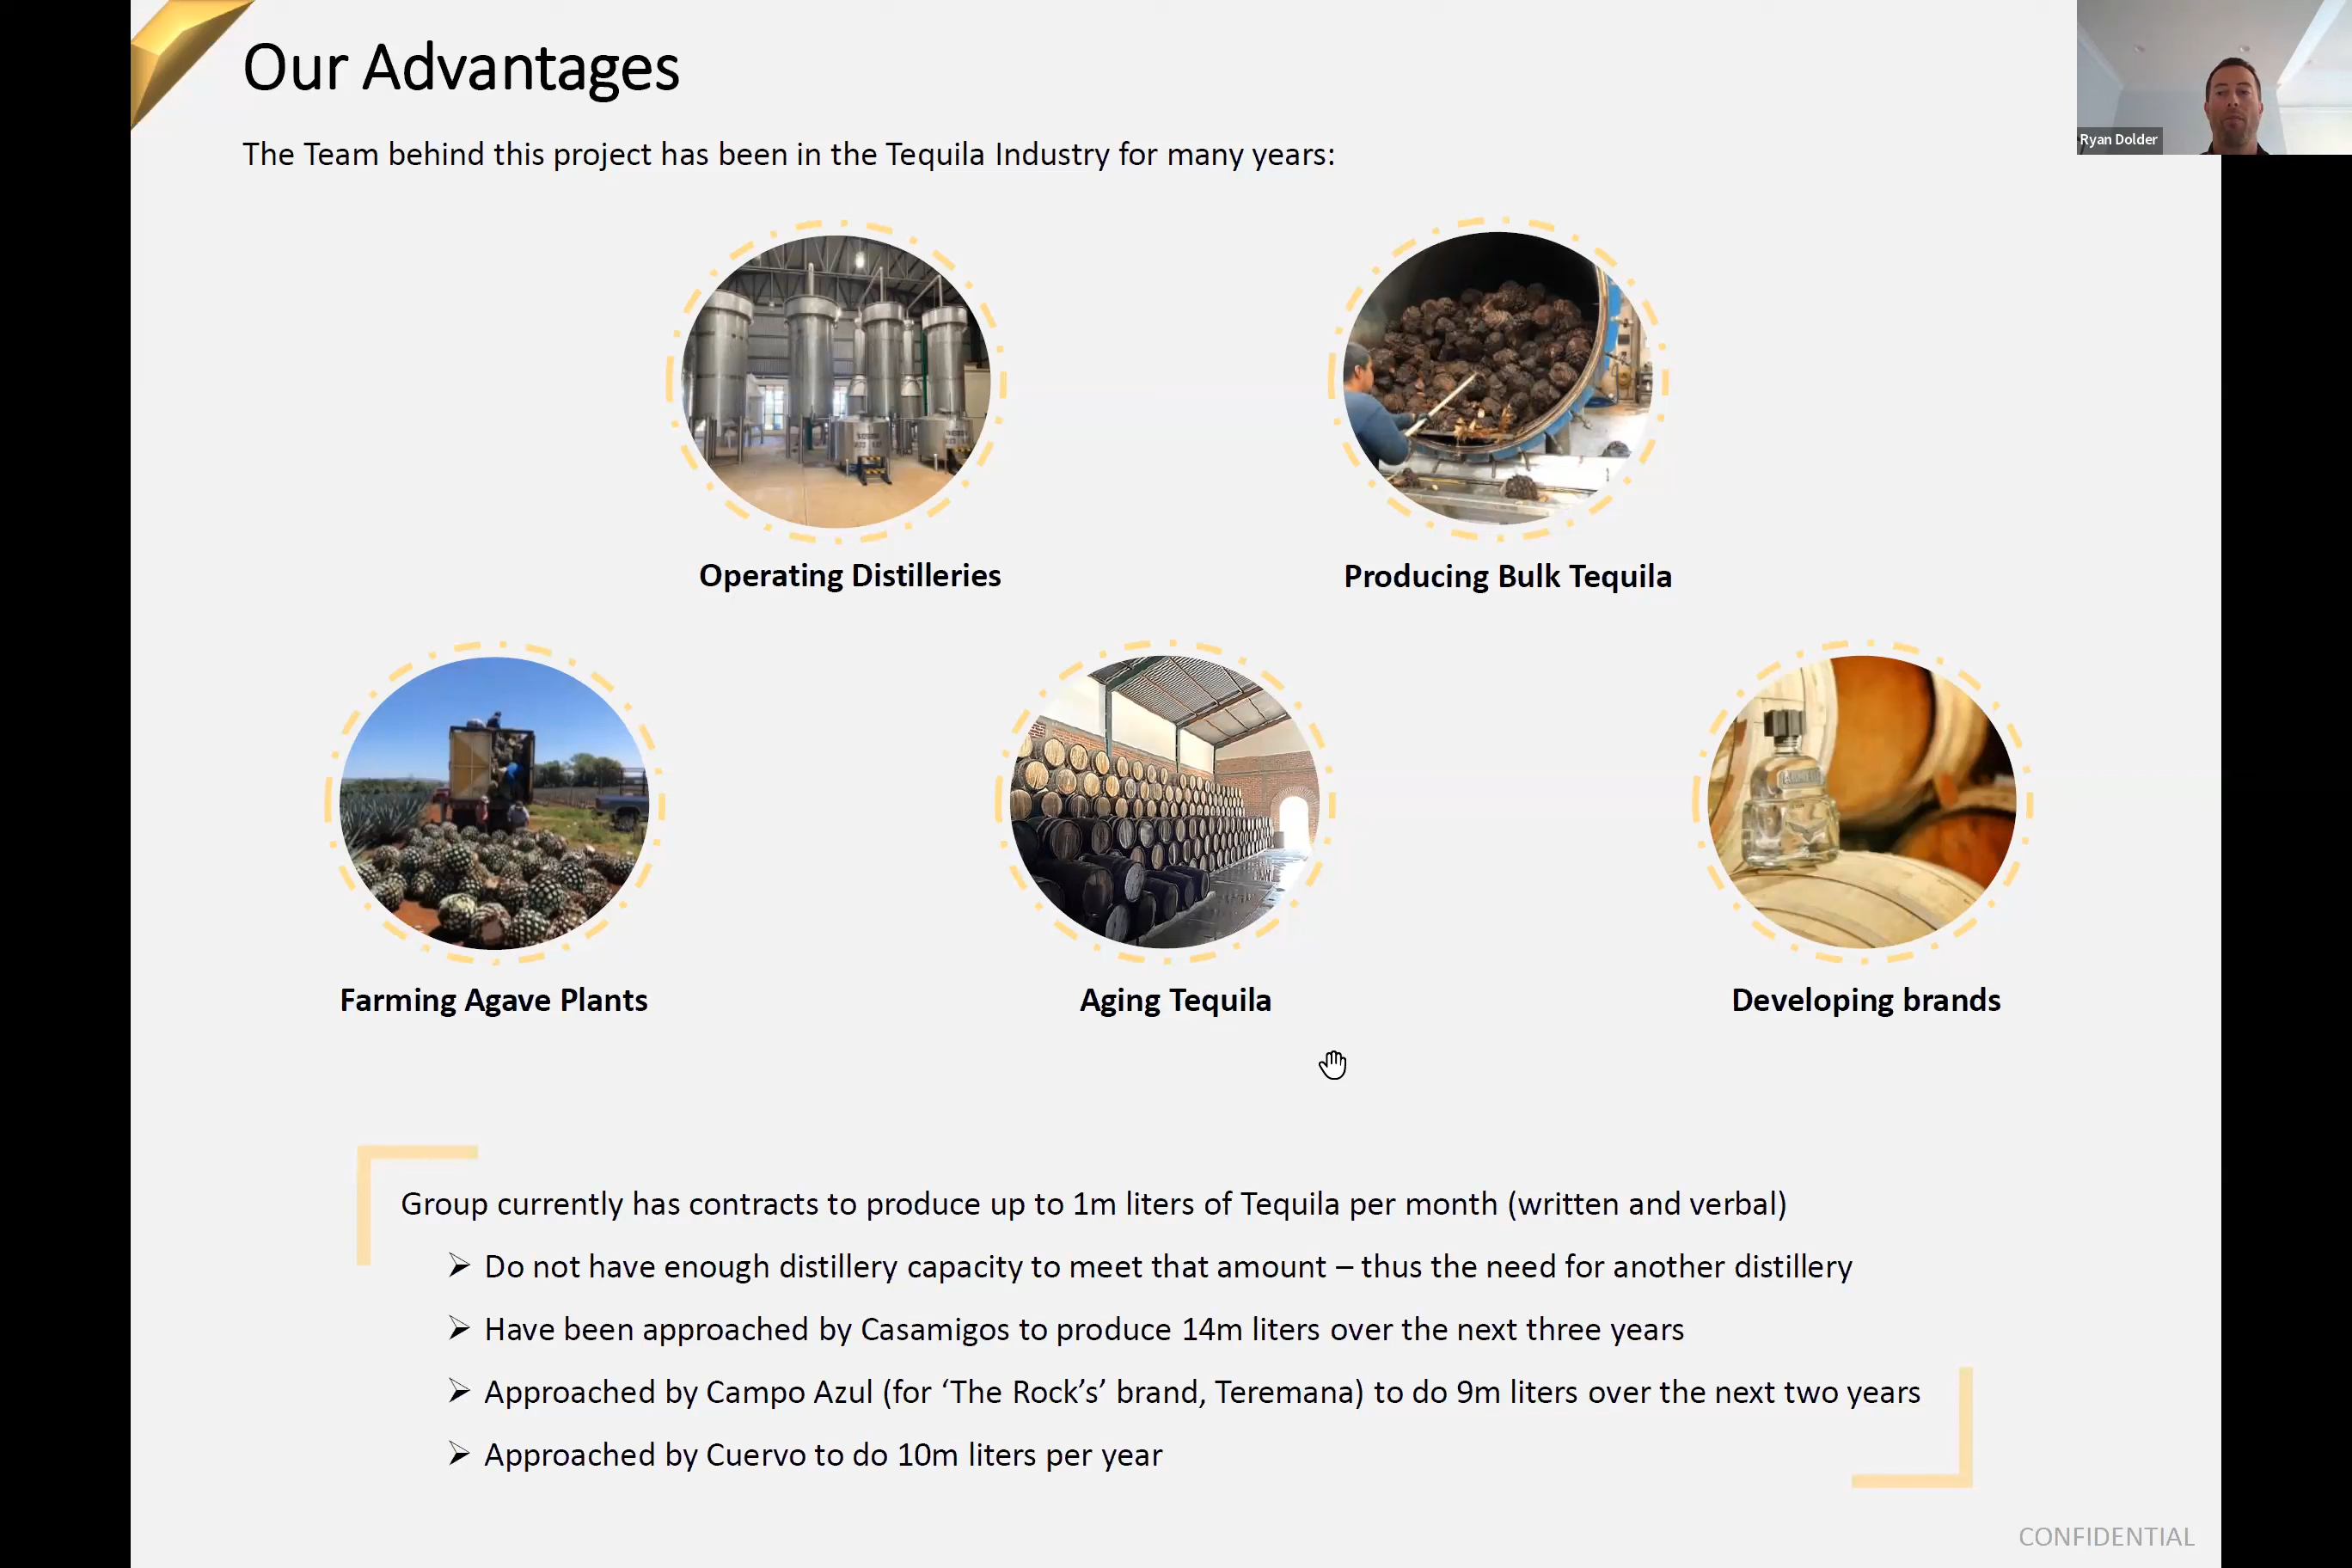 Our Advantages
Ryan Dolder
The Team behind this project has been in the Tequila Industry for many years:
Operating Distilleries
Producing Bulk Tequila
Farming Agave Plants
Aging Tequila
Developing brands
Group currently has contracts to produce up to 1m liters of Tequila per month (written and verbal)
➢ Do not have enough distillery capacity to meet that amount – thus the need for another distillery
➢ Have been approached by Casamigos to produce 14m liters over the next three years
➢ Approached by Campo Azul (for ‘The Rock’s’ brand, Teremana) to do 9m liters over the next two years
➢ Approached by Cuervo to do 10m liters per year
CONFIDENTIAL